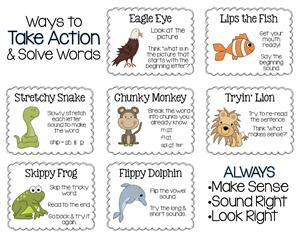 Ways to
Take Action
& Solve Words
Eagle Eye
Look at the
picture
Think "what is in
the picture
that starts with the
beginning letter?"
Lips the Fish
Get your
mouth
ready!
Say the
beginning
sound.
Stretchy Snake
Slowly stretch
each letter
sound to make
the word.
Chunky Monkey
Break the word
into chunks you
already know.
Tryin' Lion
Try to re-read the
sentence.
Think "What
makes sense?"
Skippy Frog
Skip the tricky
word.
Read to the end.
Go back & try it
again.
Flippy Dolphin
Flip the vowel
sound.
Try the long &
short sounds.
ALWAYS
•Make Sense
•Sound Right
•Look Right